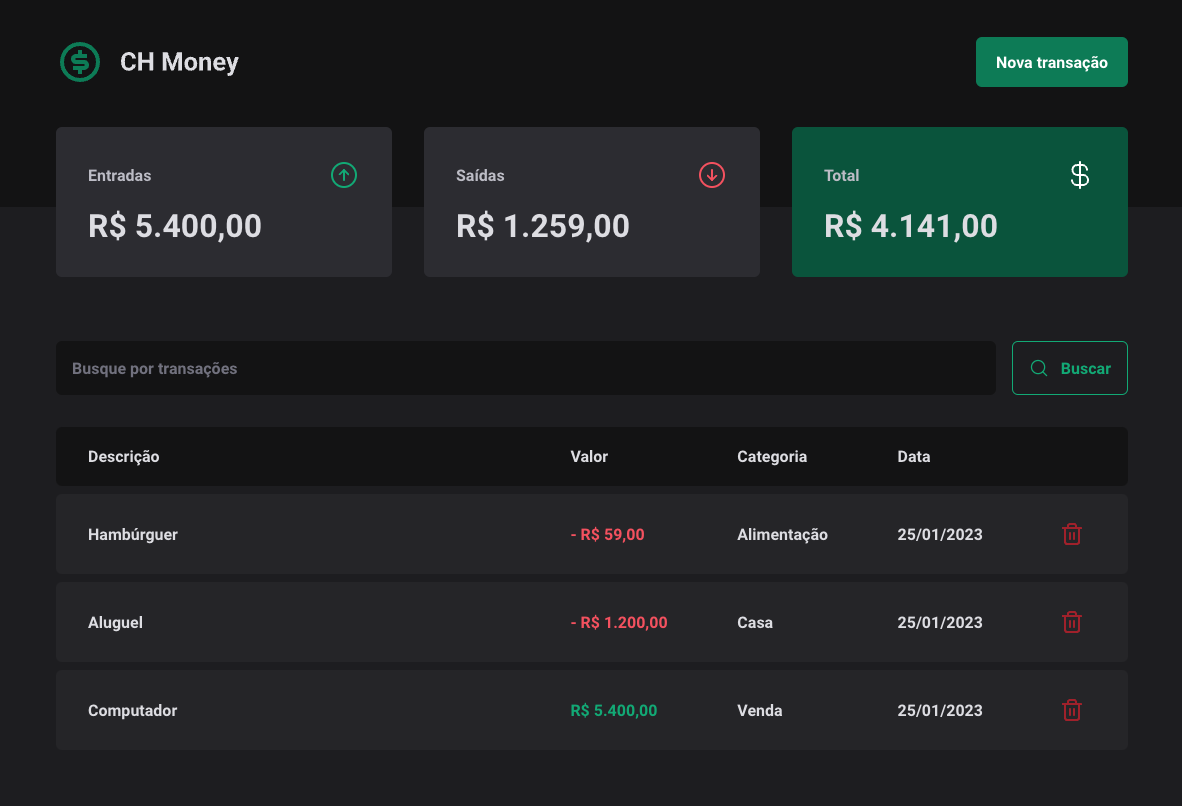 CH Money
Nova transação
Entradas
R$ 5.400,00
Saídas
R$ 1.259,00
Total
R$ 4.141,00
Busque por transações
Buscar
Descrição Valor Categoria Data
Hambúrguer - R$ 59,00 Alimentação 25/01/2023
Aluguel - R$ 1.200,00 Casa 25/01/2023
Computador R$ 5.400,00 Venda 25/01/2023